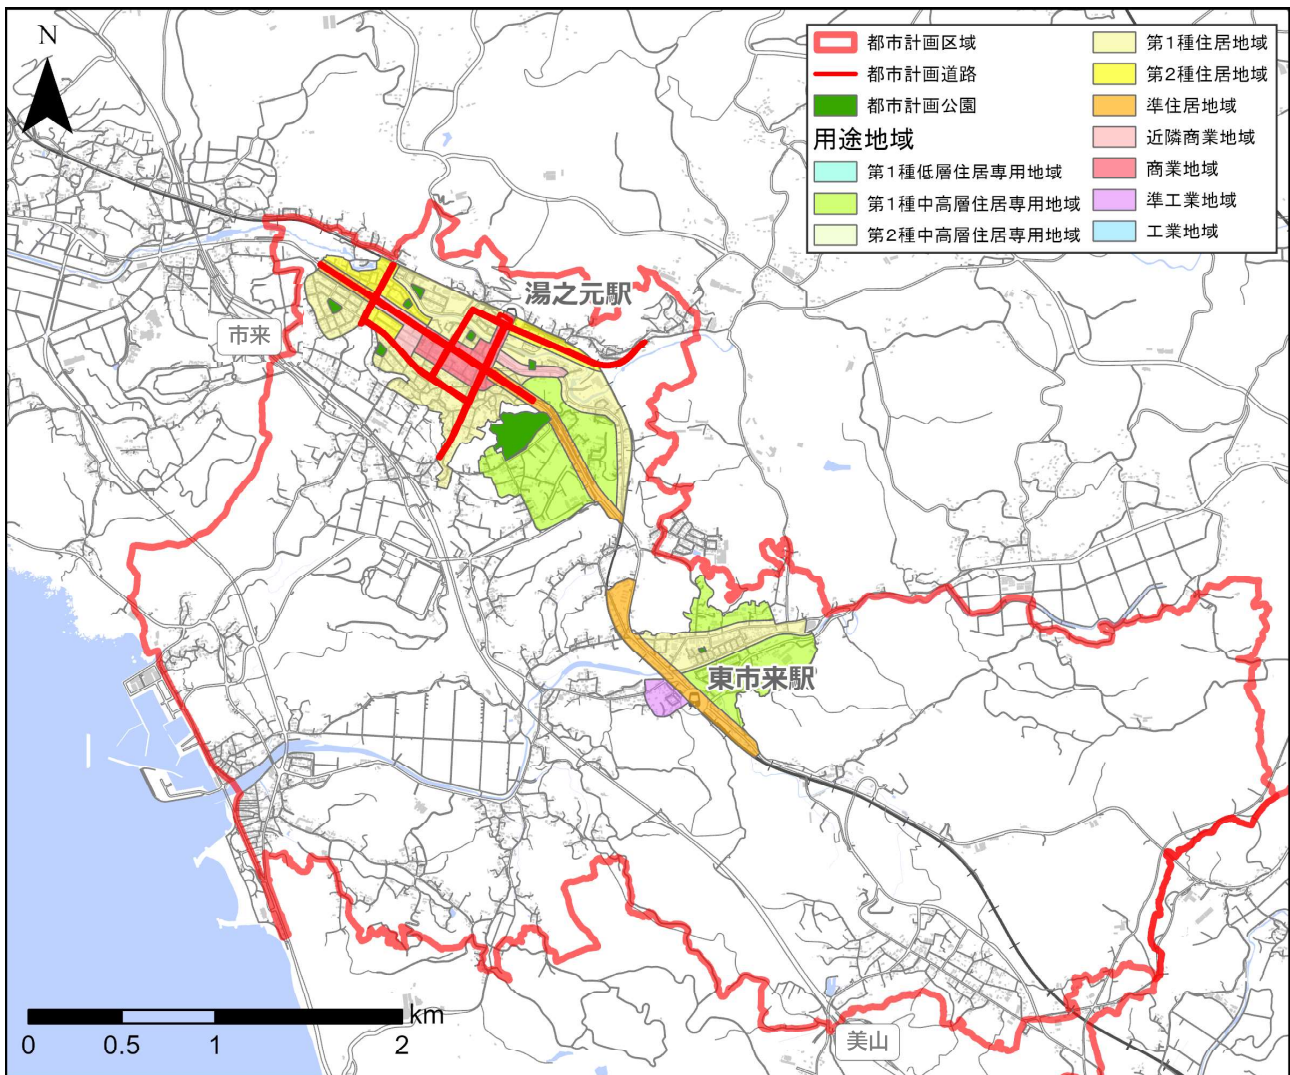 N
都市計画区域
都市計画道路
都市計画公園
用途地域
第1種低層住居専用地域
第1種中高層住居専用地域
第2種中高層住居専用地域
第1種住居地域
第2種住居地域
準住居地域
近隣商業地域
商業地域
準工業地域
工業地域
湯之元駅
市来
東市来駅
美山
km
0 0.5 1 2